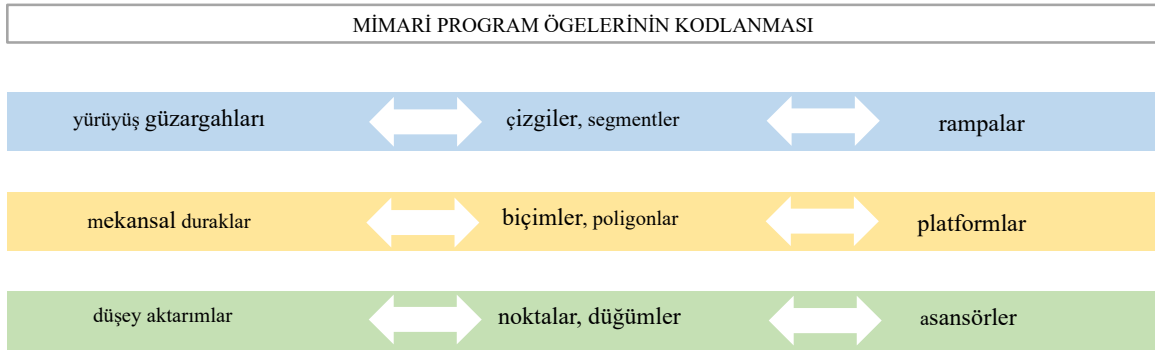 MİMARİ PROGRAM ÖGELERİNİN KODLANMASI
yürüyüş güzargahları çizgiler, segmentler rampalar
mekansal duraklar biçimler, poligonlar platformlar
düşey aktarımlar noktalar, düğümler asansörler